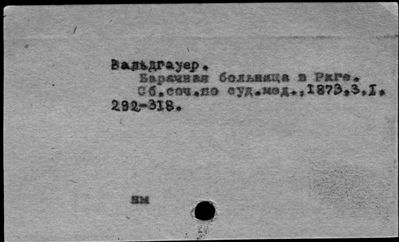 Вальдгауер.
Барачная больница в Риге.
Сб.соч.по суд.мед.,1873,3,I.
292-318.
нм